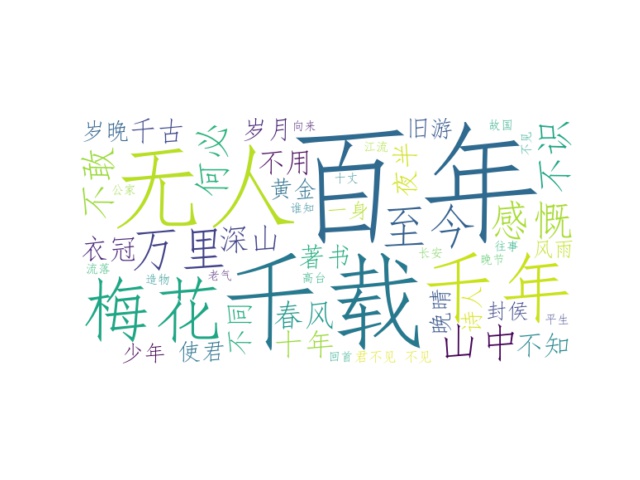 岁晚
千古
何必
岁月
向来
江流
旧游
故国
不见
不识
不敢
公家
无人
不用
黄金
谁知
百年
十丈
一身
夜半
至今
感慨
衣冠
万里
深山
著书
长安
往事
晚节
风雨
流落
造物
老气
高台
梅花
千载
千年
不同
春风
晚晴
诗人
封侯
平生
少年
使君
十年
回首
君不见
不见
山中
不知